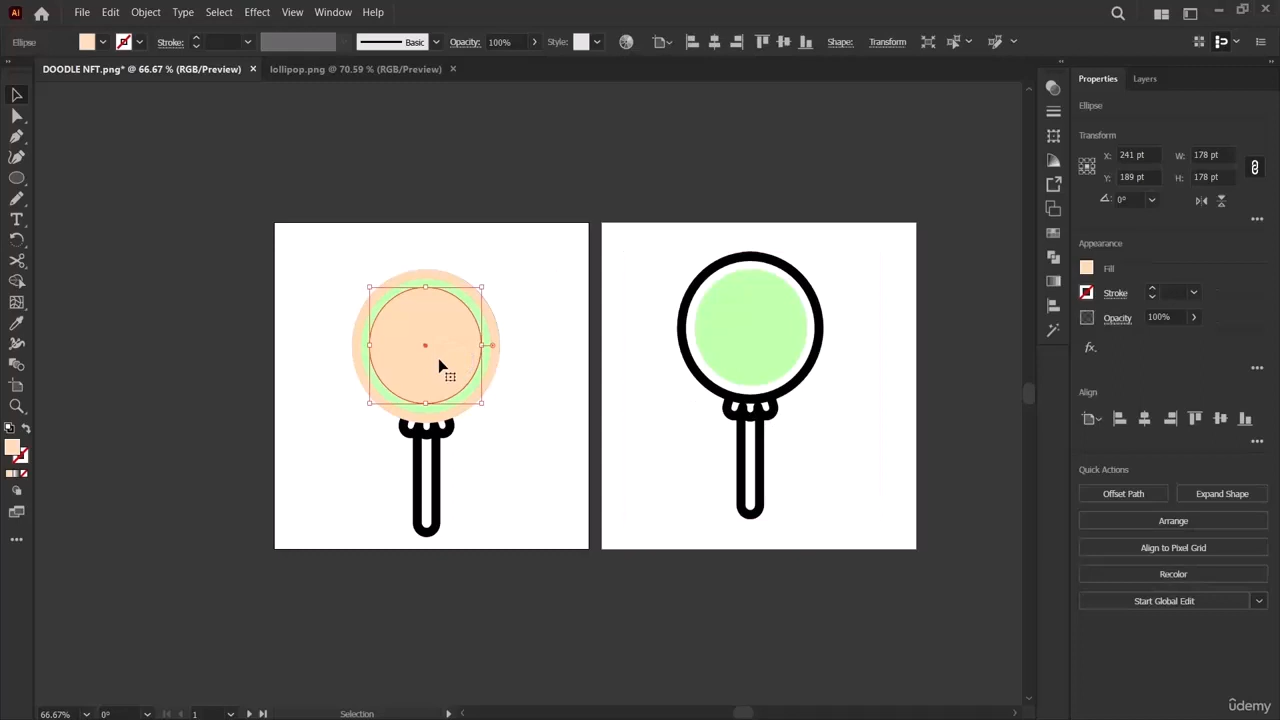 Ai File Edit Object Type Select Effect View Window Help
Ellipse Stroke: Basic Opacity: 100% Style: Shape Transform
DOODLE NFT.png* @ 66.67 % (RGB/Preview) × lollipop.png @ 70.59 % (RGB/Preview) ×
Properties Layers
Ellipse
Transform
X: 241 pt W: 178 pt
Y: 189 pt H: 178 pt
0°
Appearance
Fill
Stroke
Opacity 100%
fx.
Align
Quick Actions
Offset Path Expand Shape
Arrange
Align to Pixel Grid
Recolor
Start Global Edit
66.67% 0° 1 Selection
ûdemy